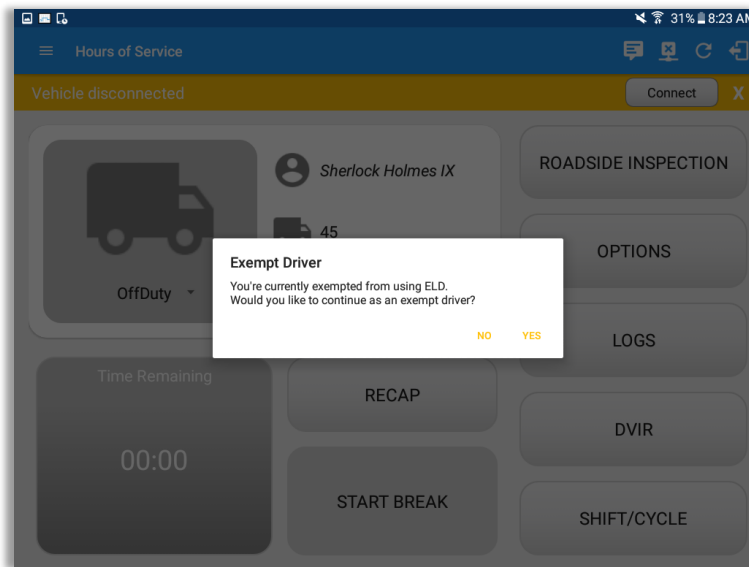 31% 8:23 AM
Hours of Service
Vehicle disconnected
Connect
X
Sherlock Holmes IX
45
OffDuty
ROADSIDE INSPECTION
OPTIONS
Exempt Driver
You're currently exempted from using ELD.
Would you like to continue as an exempt driver?
NO
YES
LOGS
Time Remaining
00:00
RECAP
START BREAK
DVIR
SHIFT/CYCLE